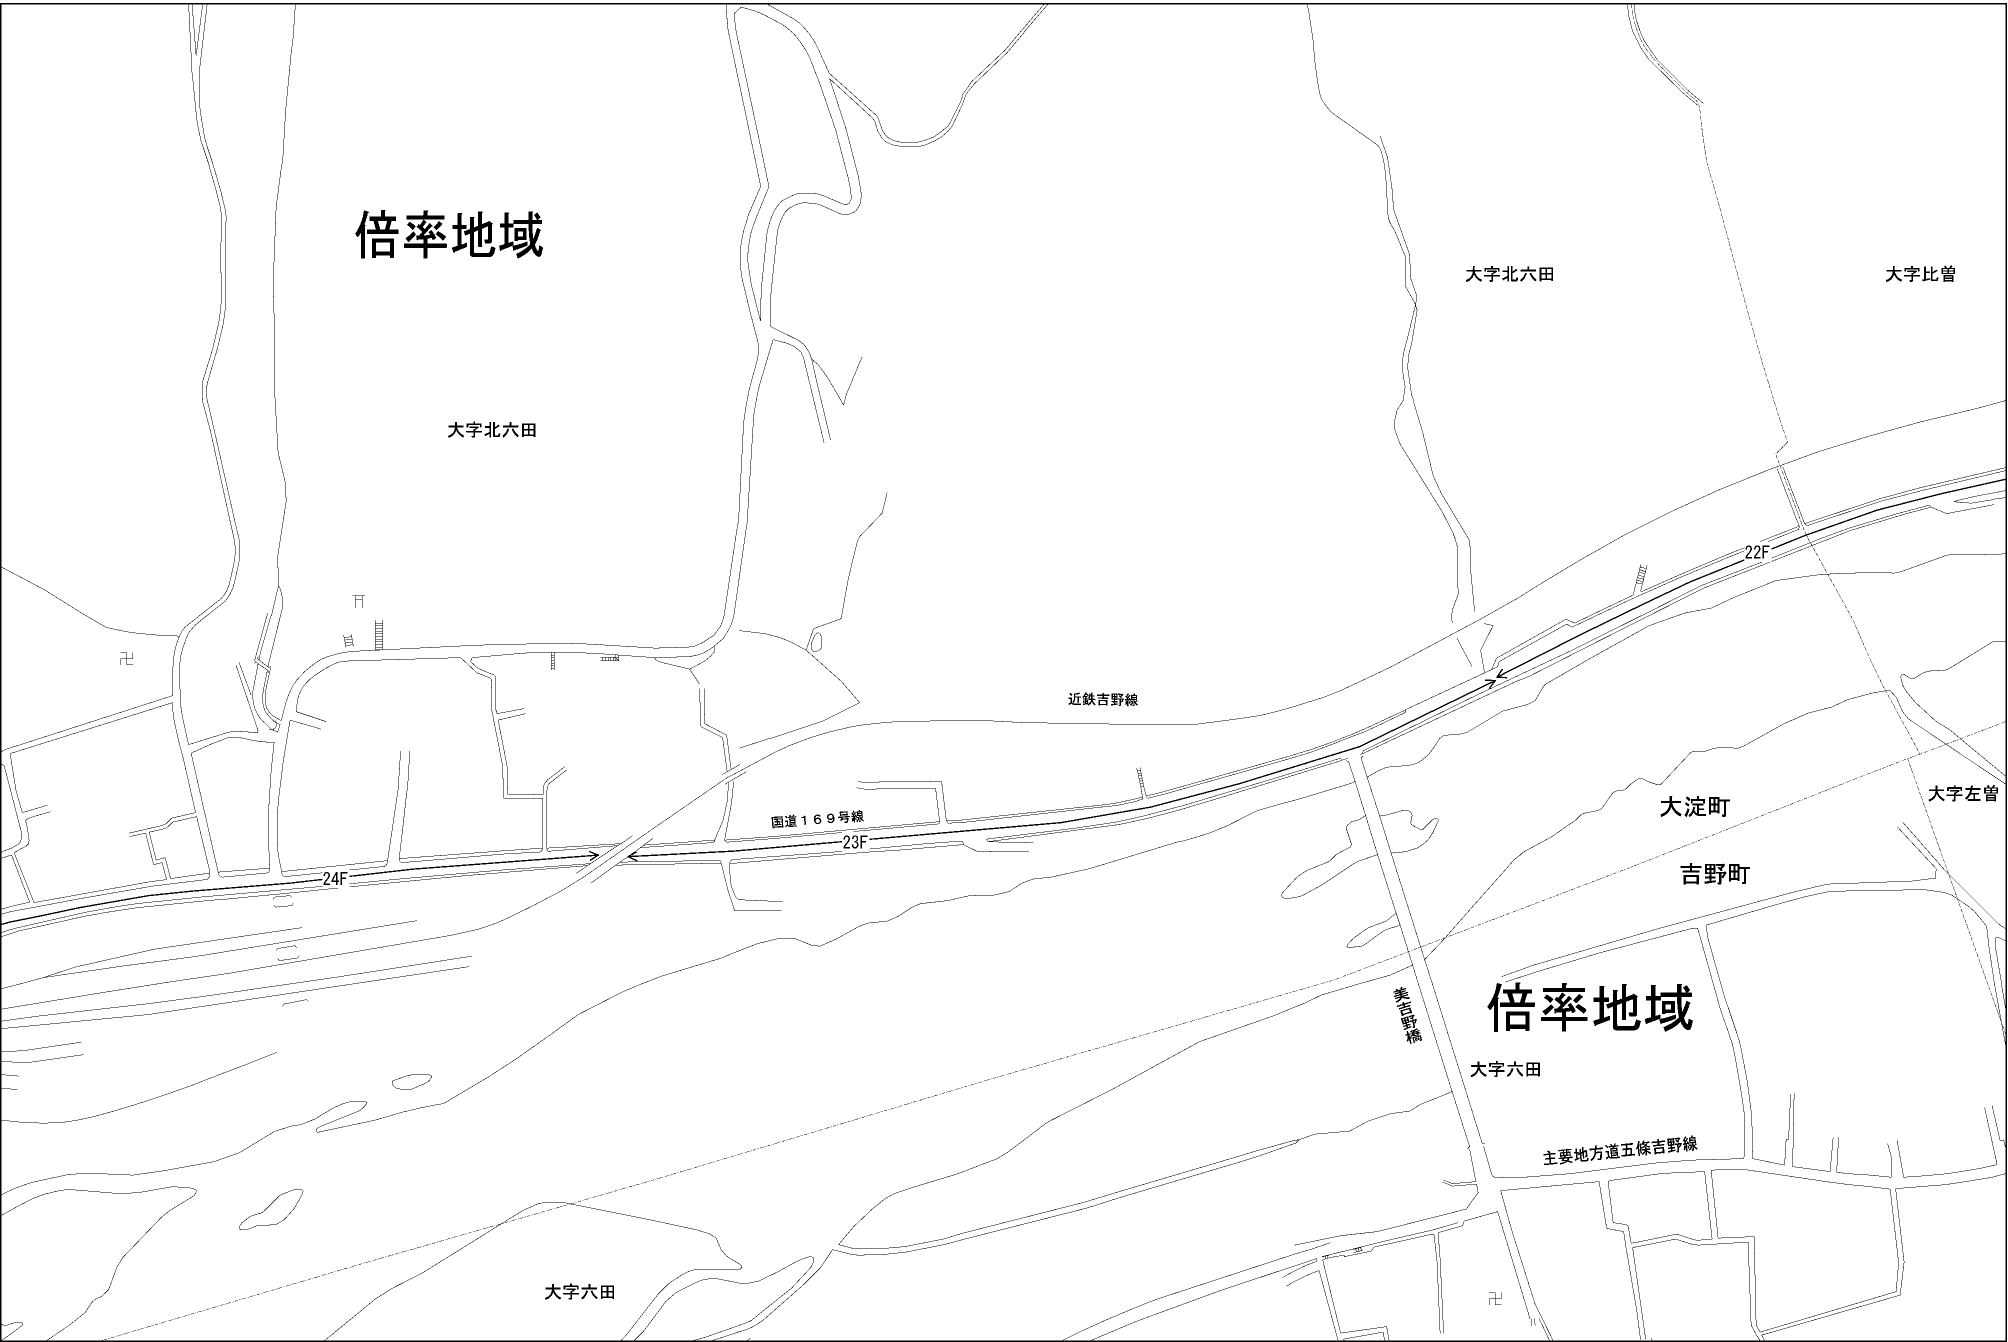 倍率地域
大字北六田
大字比曽
大字北六田
22F
近鉄吉野線
国道１６９号線
23F
24F
大淀町
大字左曽
吉野町
倍率地域
美吉野橋
大字六田
主要地方道五條吉野線
大字六田